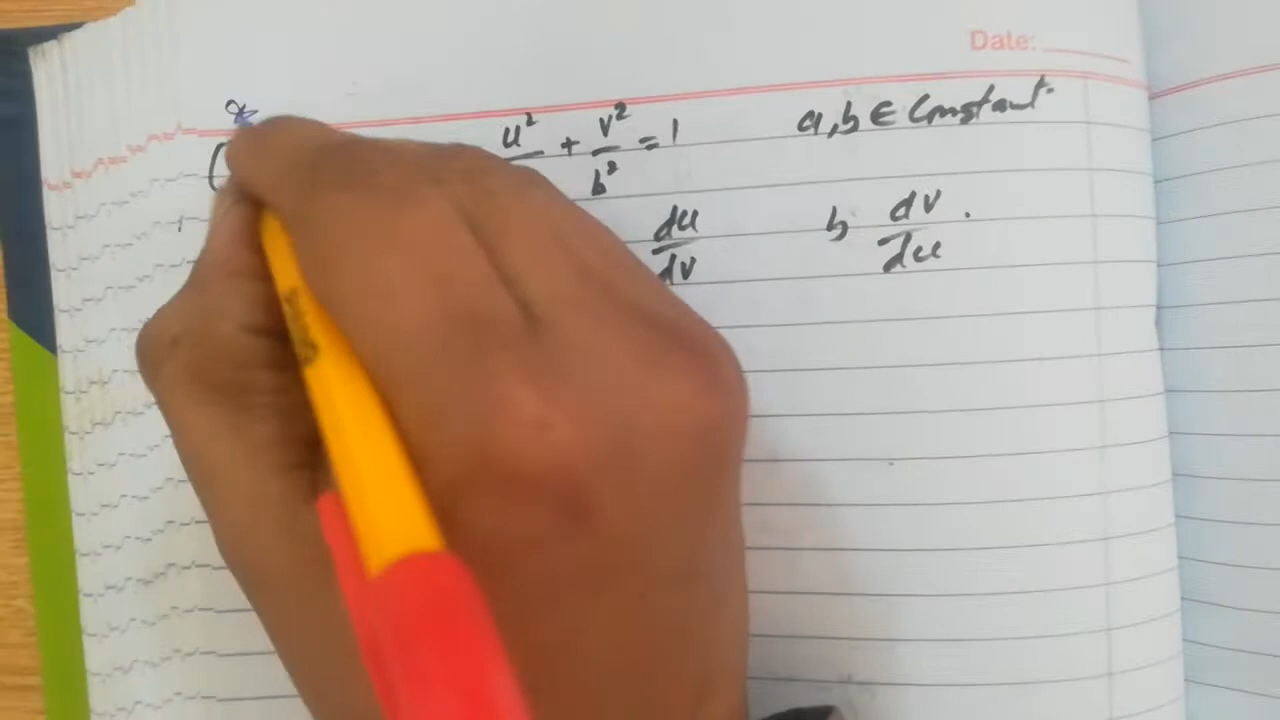 Date:
( u² + v²/b² = 1 a, b ∈ Constant.
du/dv b dv/du .